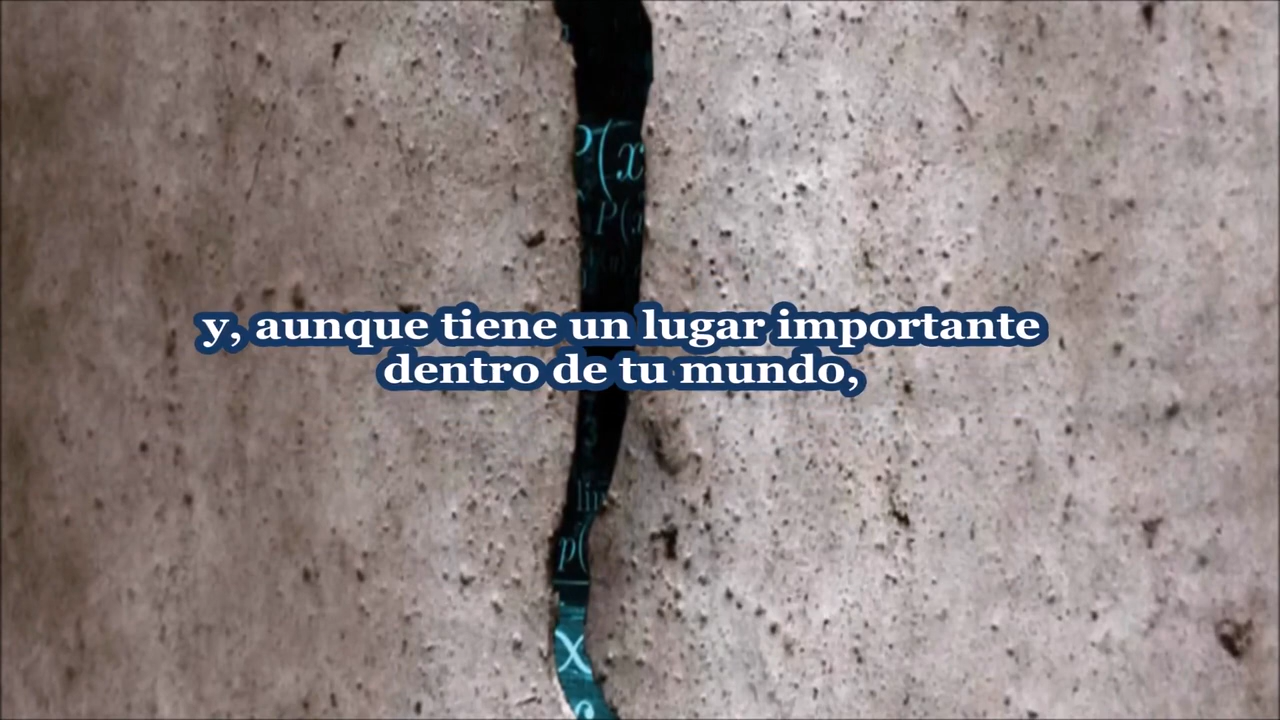 P(x
P(x
y, aunque tiene un lugar importante
dentro de tu mundo,
p(
x